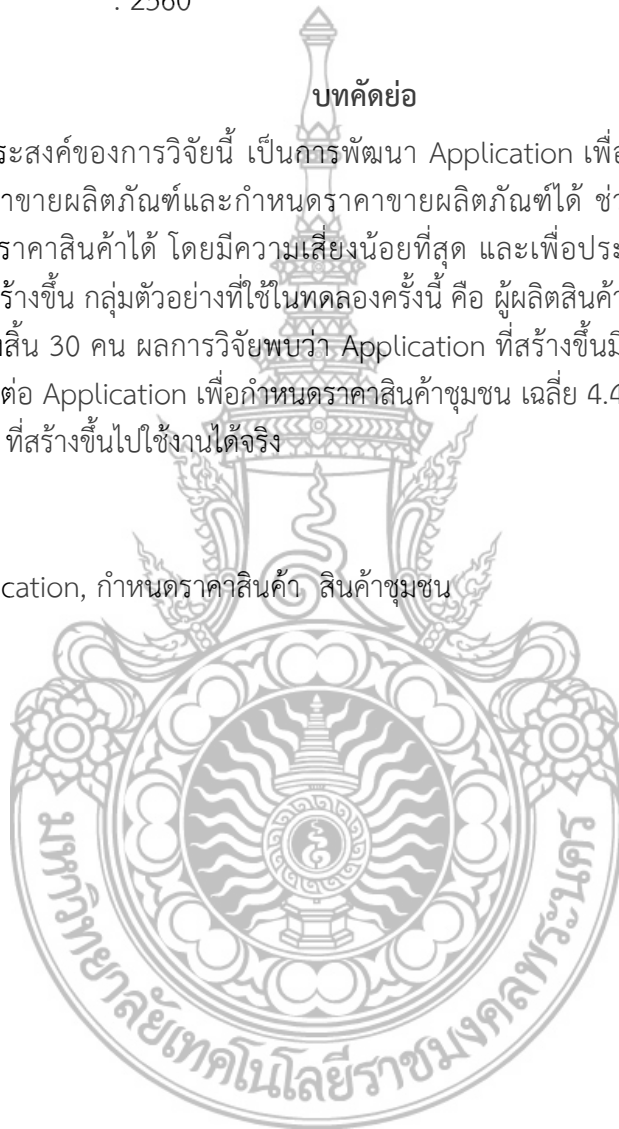 : 2560
บทคัดย่อ
ระสงค์ของการวิจัยนี้ เป็นการพัฒนา Application เพื่อ
าขายผลิตภัณฑ์และกำหนดราคาขายผลิตภัณฑ์ได้ ช่ว
ราคาสินค้าได้ โดยมีความเสี่ยงน้อยที่สุด และเพื่อประ
ร้างขึ้น กลุ่มตัวอย่างที่ใช้ในทดลองครั้งนี้ คือ ผู้ผลิตสินค้า
งสิ้น 30 คน ผลการวิจัยพบว่า Application ที่สร้างขึ้นมี
ต่อ Application เพื่อกำหนดราคาสินค้าชุมชน เฉลี่ย 4.4
ที่สร้างขึ้นไปใช้งานได้จริง
cation, กำหนดราคาสินค้า สินค้าชุมชน
มหาวิทยาลัยเทคโนโลยีราชมงคลพระนคร